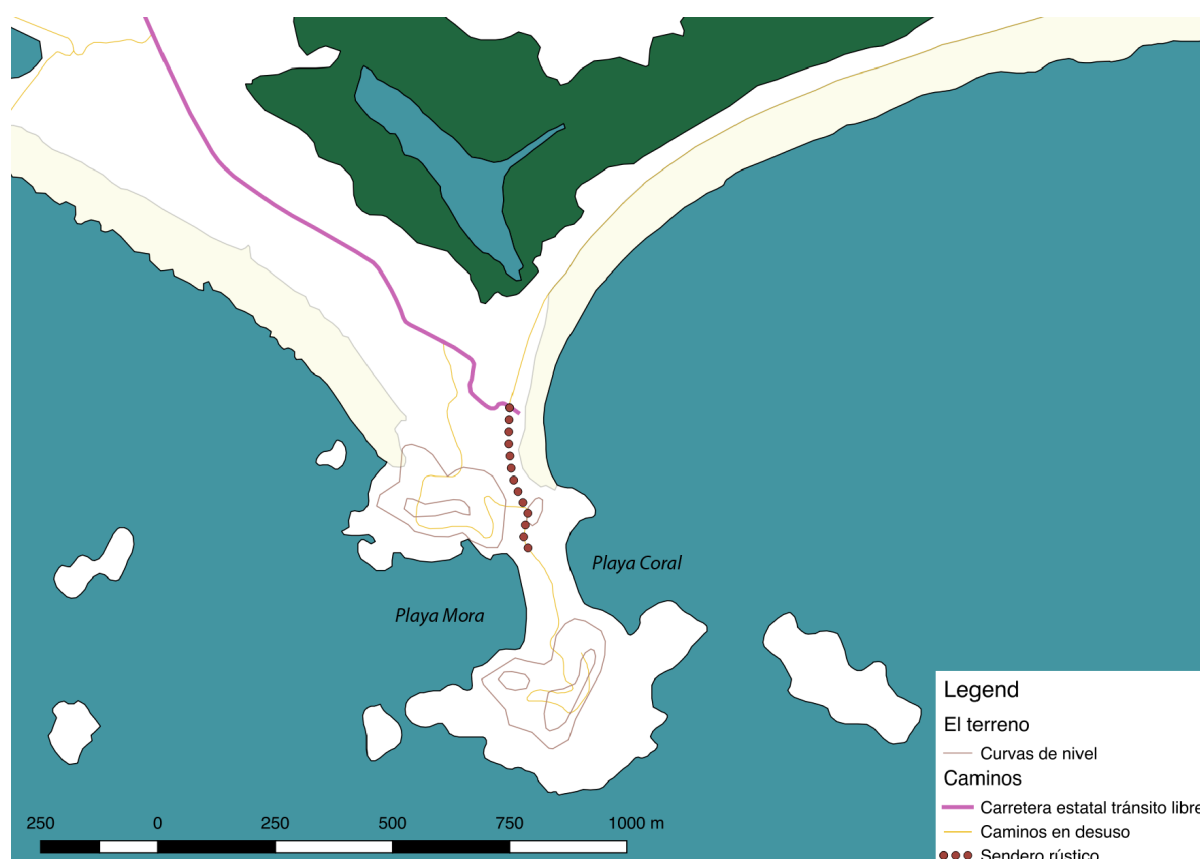 Playa Coral
Playa Mora
Legend
El terreno
Curvas de nivel
Caminos
Carretera estatal tránsito libre
Caminos en desuso
Sendero rústico
250 0 250 500 750 1000 m